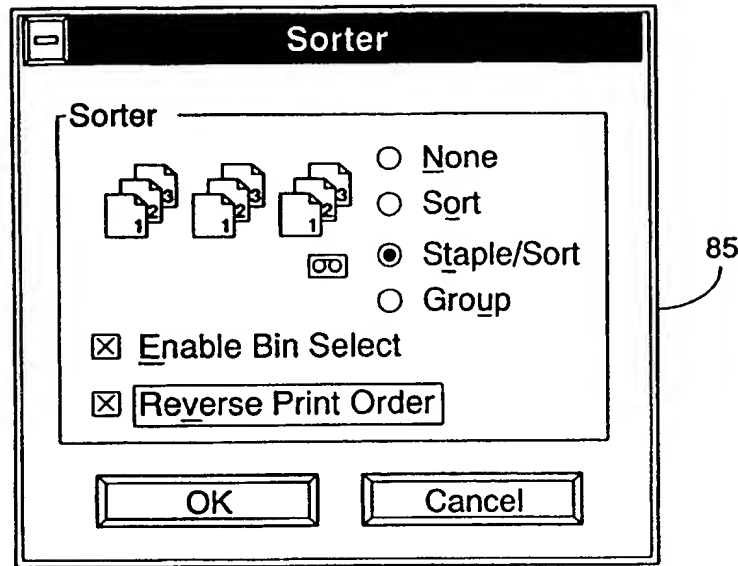 Sorter
Sorter
1 2 3 1 2 3 1 2 3
None
Sort
Staple/Sort
Group
Enable Bin Select
Reverse Print Order
OK Cancel
85